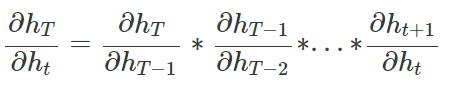 ∂h_T/∂h_t = ∂h_T/∂h_{T−1} * ∂h_{T−1}/∂h_{T−2} *...* ∂h_{t+1}/∂h_t